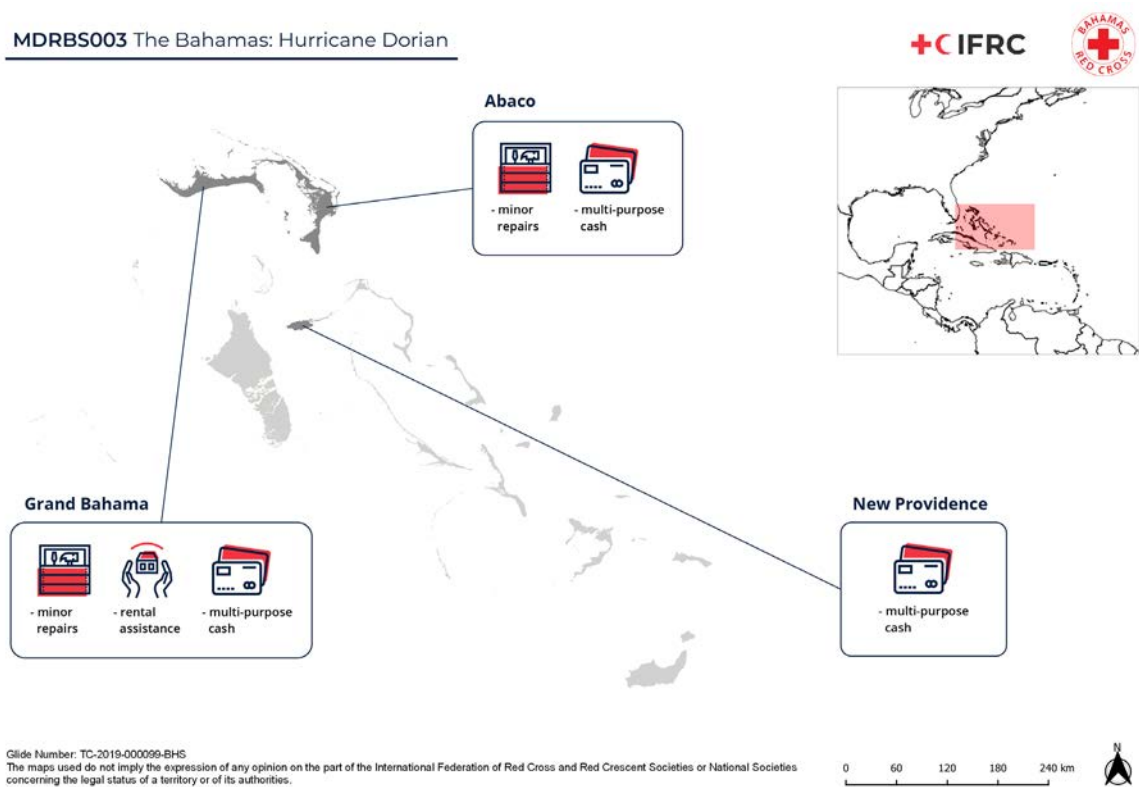 MDRBS003 The Bahamas: Hurricane Dorian
IFRC
BAHAMAS
RED CROSS
Abaco
- minor
repairs
- multi-purpose
cash
Grand Bahama
- minor
repairs
- rental
assistance
- multi-purpose
cash
New Providence
- multi-purpose
cash
Glide Number: TC-2019-000099-BHS
The maps used do not imply the expression of any opinion on the part of the International Federation of Red Cross and Red Crescent Societies or National Societies
concerning the legal status of a territory or of its authorities.
0 60 120 180 240 km
N